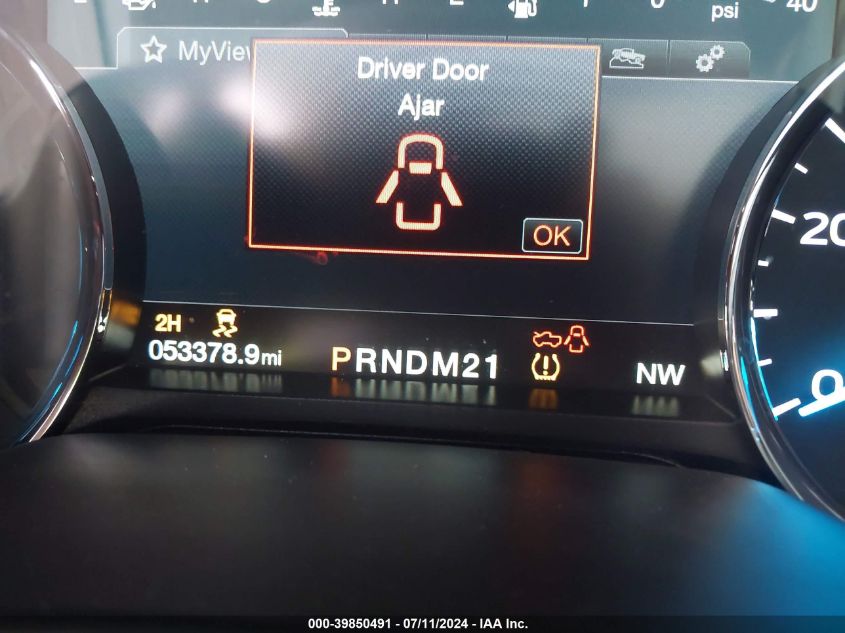 psi
40
MyView
Driver Door
Ajar
OK
20
2H
053378.9mi
PRNDM21
NW
0
000-39850491 - 07/11/2024 - IAA Inc.